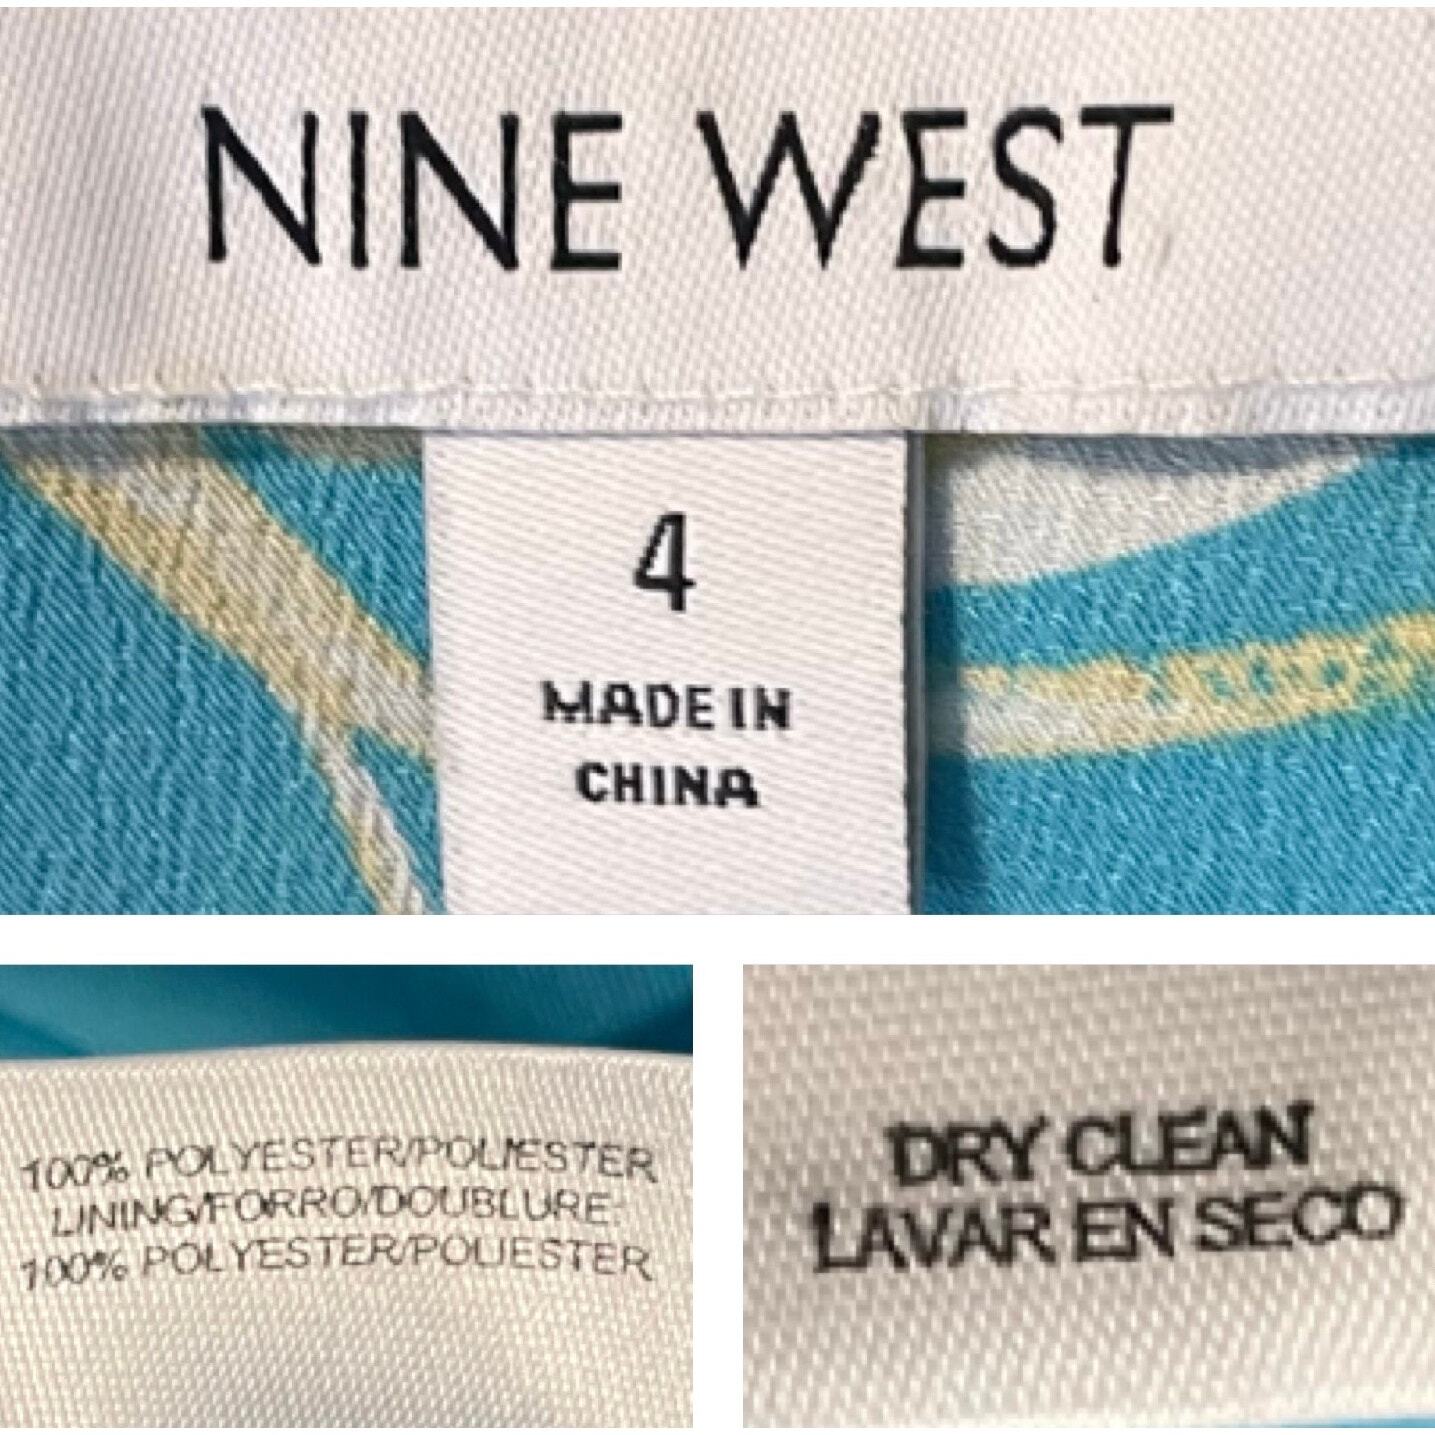 NINE WEST
4
MADE IN
CHINA
100% POLYESTER/POLIESTER
LINING/FORRO/DOUBLURE:
100% POLYESTER/POLIESTER
DRY CLEAN
LAVAR EN SECO